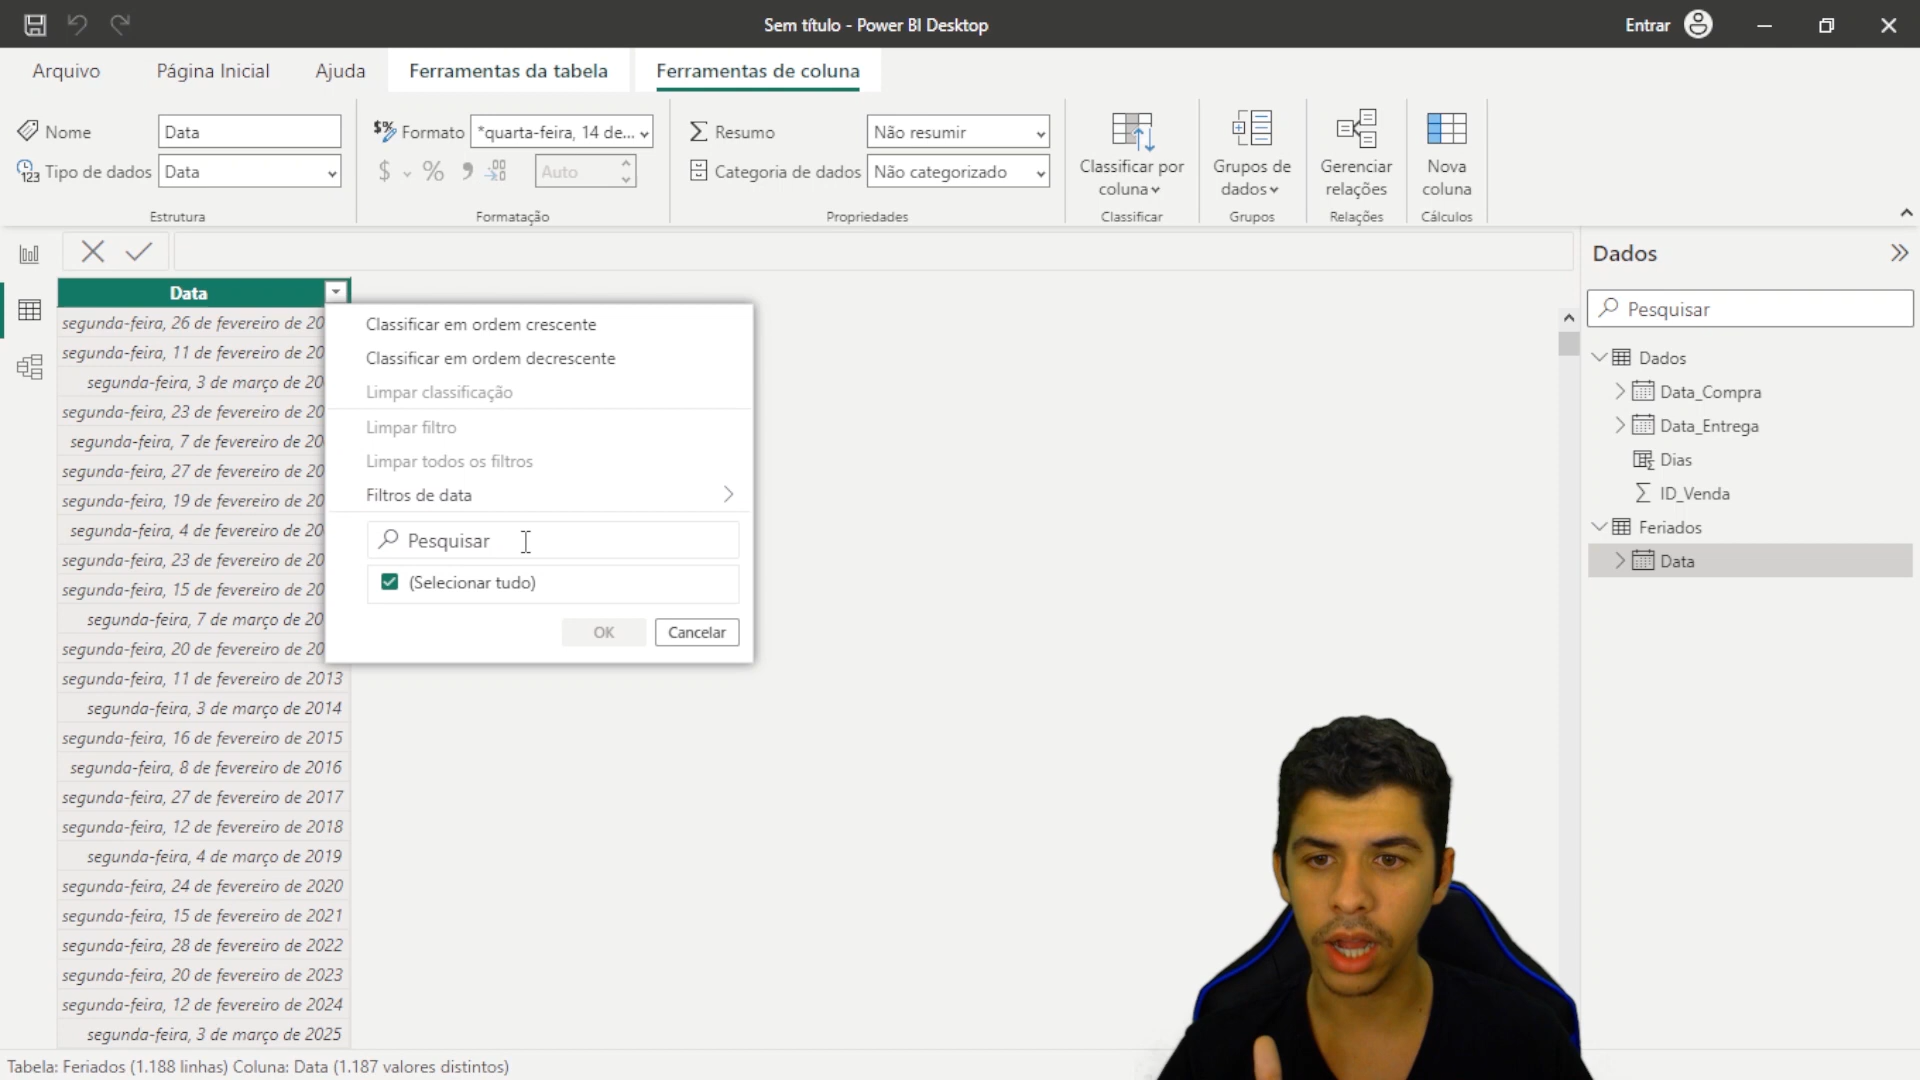 Sem título - Power BI Desktop
Entrar
Arquivo
Página Inicial
Ajuda
Ferramentas da tabela
Ferramentas de coluna
Nome
Data
Tipo de dados
Data
Estrutura
Formato
*quarta-feira, 14 de...
$ %
Auto
Formatação
Resumo
Não resumir
Categoria de dados
Não categorizado
Propriedades
Classificar por
coluna
Classificar
Grupos de
dados
Grupos
Gerenciar
relações
Relações
Nova
coluna
Cálculos
Data
segunda-feira, 26 de fevereiro de 20
segunda-feira, 11 de fevereiro de 20
segunda-feira, 3 de março de 20
segunda-feira, 23 de fevereiro de 20
segunda-feira, 7 de fevereiro de 20
segunda-feira, 27 de fevereiro de 20
segunda-feira, 19 de fevereiro de 20
segunda-feira, 4 de fevereiro de 20
segunda-feira, 23 de fevereiro de 20
segunda-feira, 15 de fevereiro de 20
segunda-feira, 7 de março de 20
segunda-feira, 20 de fevereiro de 20
segunda-feira, 11 de fevereiro de 2013
segunda-feira, 3 de março de 2014
segunda-feira, 16 de fevereiro de 2015
segunda-feira, 8 de fevereiro de 2016
segunda-feira, 27 de fevereiro de 2017
segunda-feira, 12 de fevereiro de 2018
segunda-feira, 4 de março de 2019
segunda-feira, 24 de fevereiro de 2020
segunda-feira, 15 de fevereiro de 2021
segunda-feira, 28 de fevereiro de 2022
segunda-feira, 20 de fevereiro de 2023
segunda-feira, 12 de fevereiro de 2024
segunda-feira, 3 de março de 2025
Classificar em ordem crescente
Classificar em ordem decrescente
Limpar classificação
Limpar filtro
Limpar todos os filtros
Filtros de data
Pesquisar
(Selecionar tudo)
OK
Cancelar
Dados
Pesquisar
Dados
Data_Compra
Data_Entrega
Dias
ID_Venda
Feriados
Data
Tabela: Feriados (1.188 linhas) Coluna: Data (1.187 valores distintos)